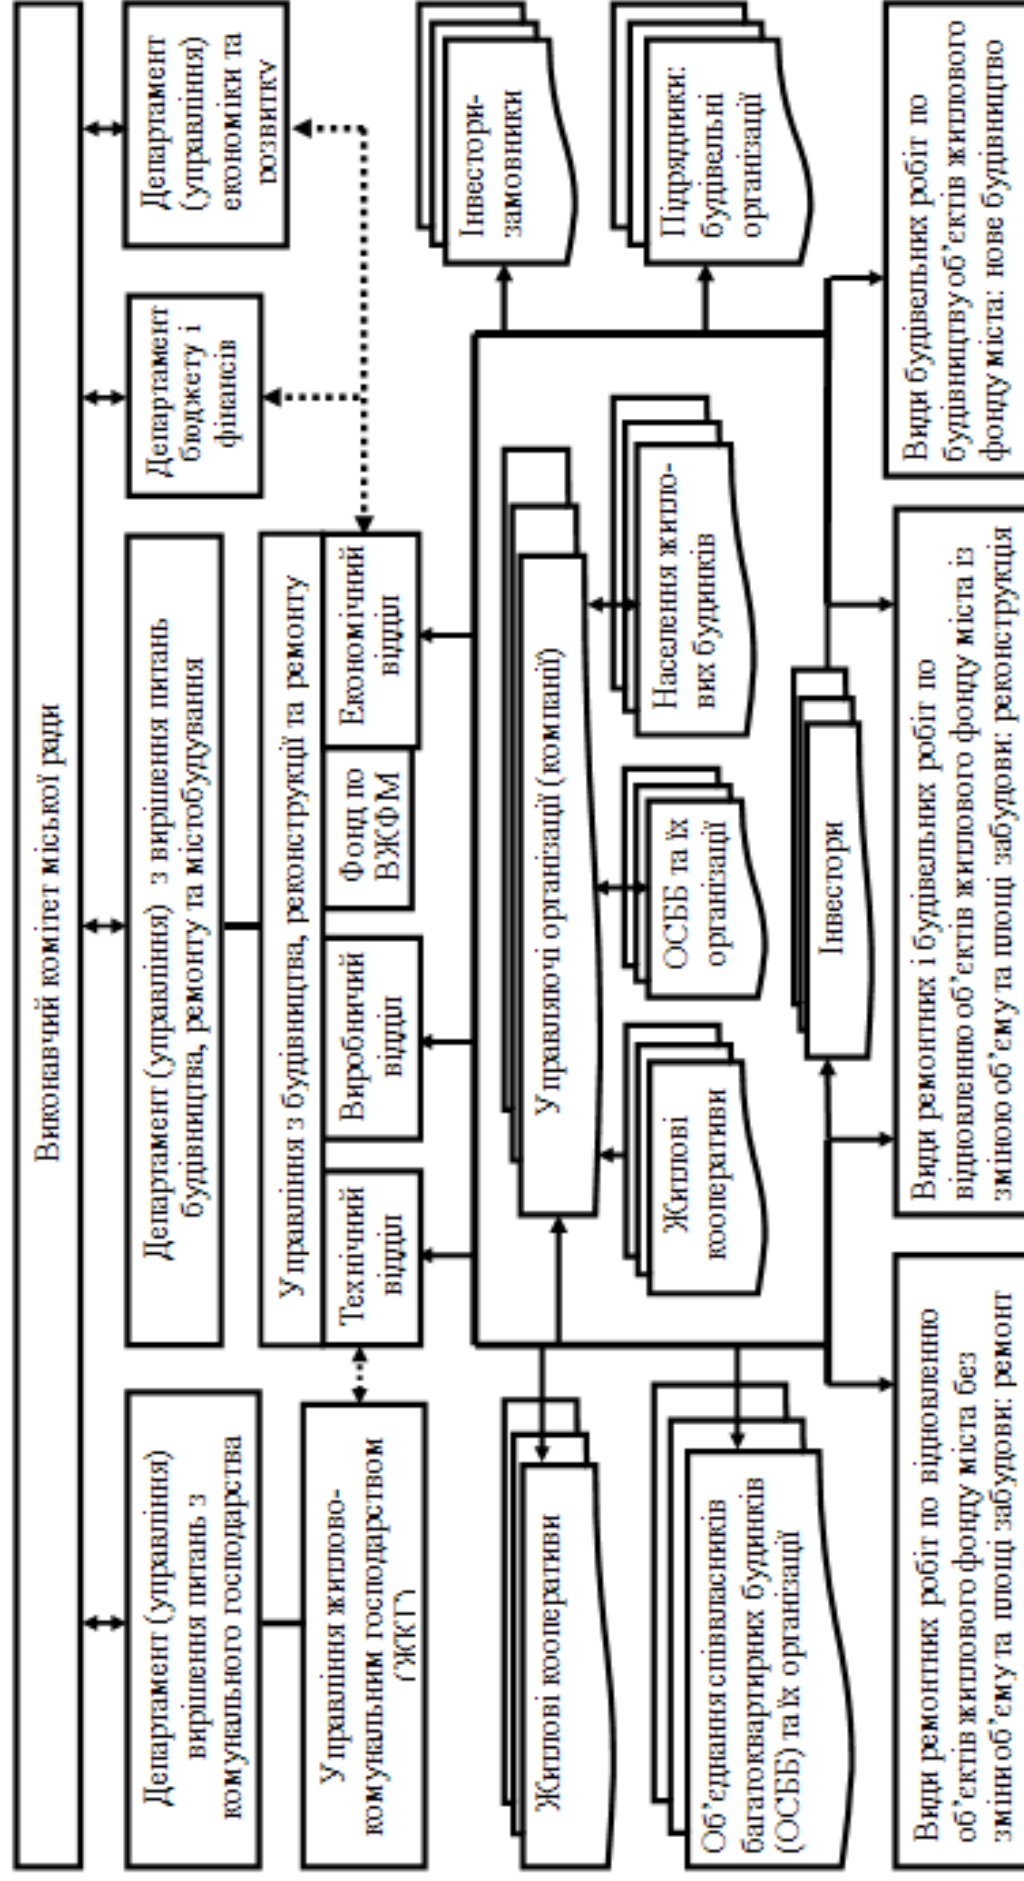 Виконавчий комітет міської ради
Департамент (управління)
вирішення питань з
комунального господарства
Департамент (управління) з вирішення питань
будівництва, ремонту та містобудування
Департамент
бюджету і
фінансів
Департамент
(управління)
економіки та
розвитку
Управління житлово-
комунальним господарством
(ЖКГ)
Управління з будівництва, реконструкції та ремонту
Технічний
відділ
Виробничий
відділ
Фонд по
ВЖФМ
Економічний
відділ
Житлові кооперативи
Об'єднання співвласників
багатоквартирних будинків
(ОСББ) та їх організації
Управляючі організації (компанії)
Житлові
кооперативи
ОСББ та їх
організації
Населення житло-
вих будинків
Інвестори
Інвестори-
замовники
Підрядники:
будівельні
організації
Види ремонтних робіт по відновленню
об'єктів житлового фонду міста без
зміни об'єму та площі забудови: ремонт
Види ремонтних і будівельних робіт по
відновленню об'єктів житлового фонду міста із
зміною об'єму та площі забудови: реконструкція
Види будівельних робіт по
будівництву об'єктів житлового
фонду міста: нове будівництво